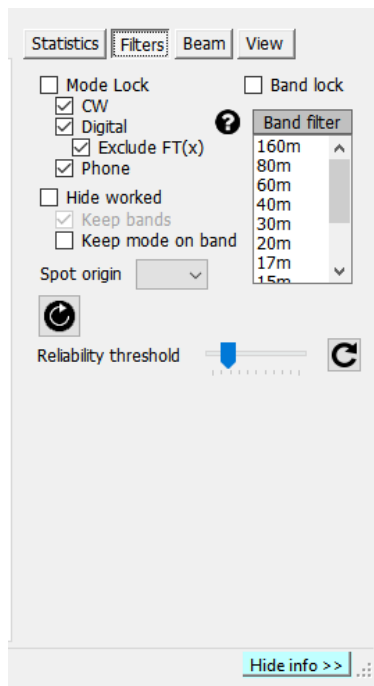 Statistics Filters Beam View
Mode Lock Band lock
CW
Digital
Band filter
Exclude FT(x)
Phone
160m
80m
60m
40m
30m
20m
17m
15m
Hide worked
Keep bands
Keep mode on band
Spot origin
Reliability threshold
Hide info >>